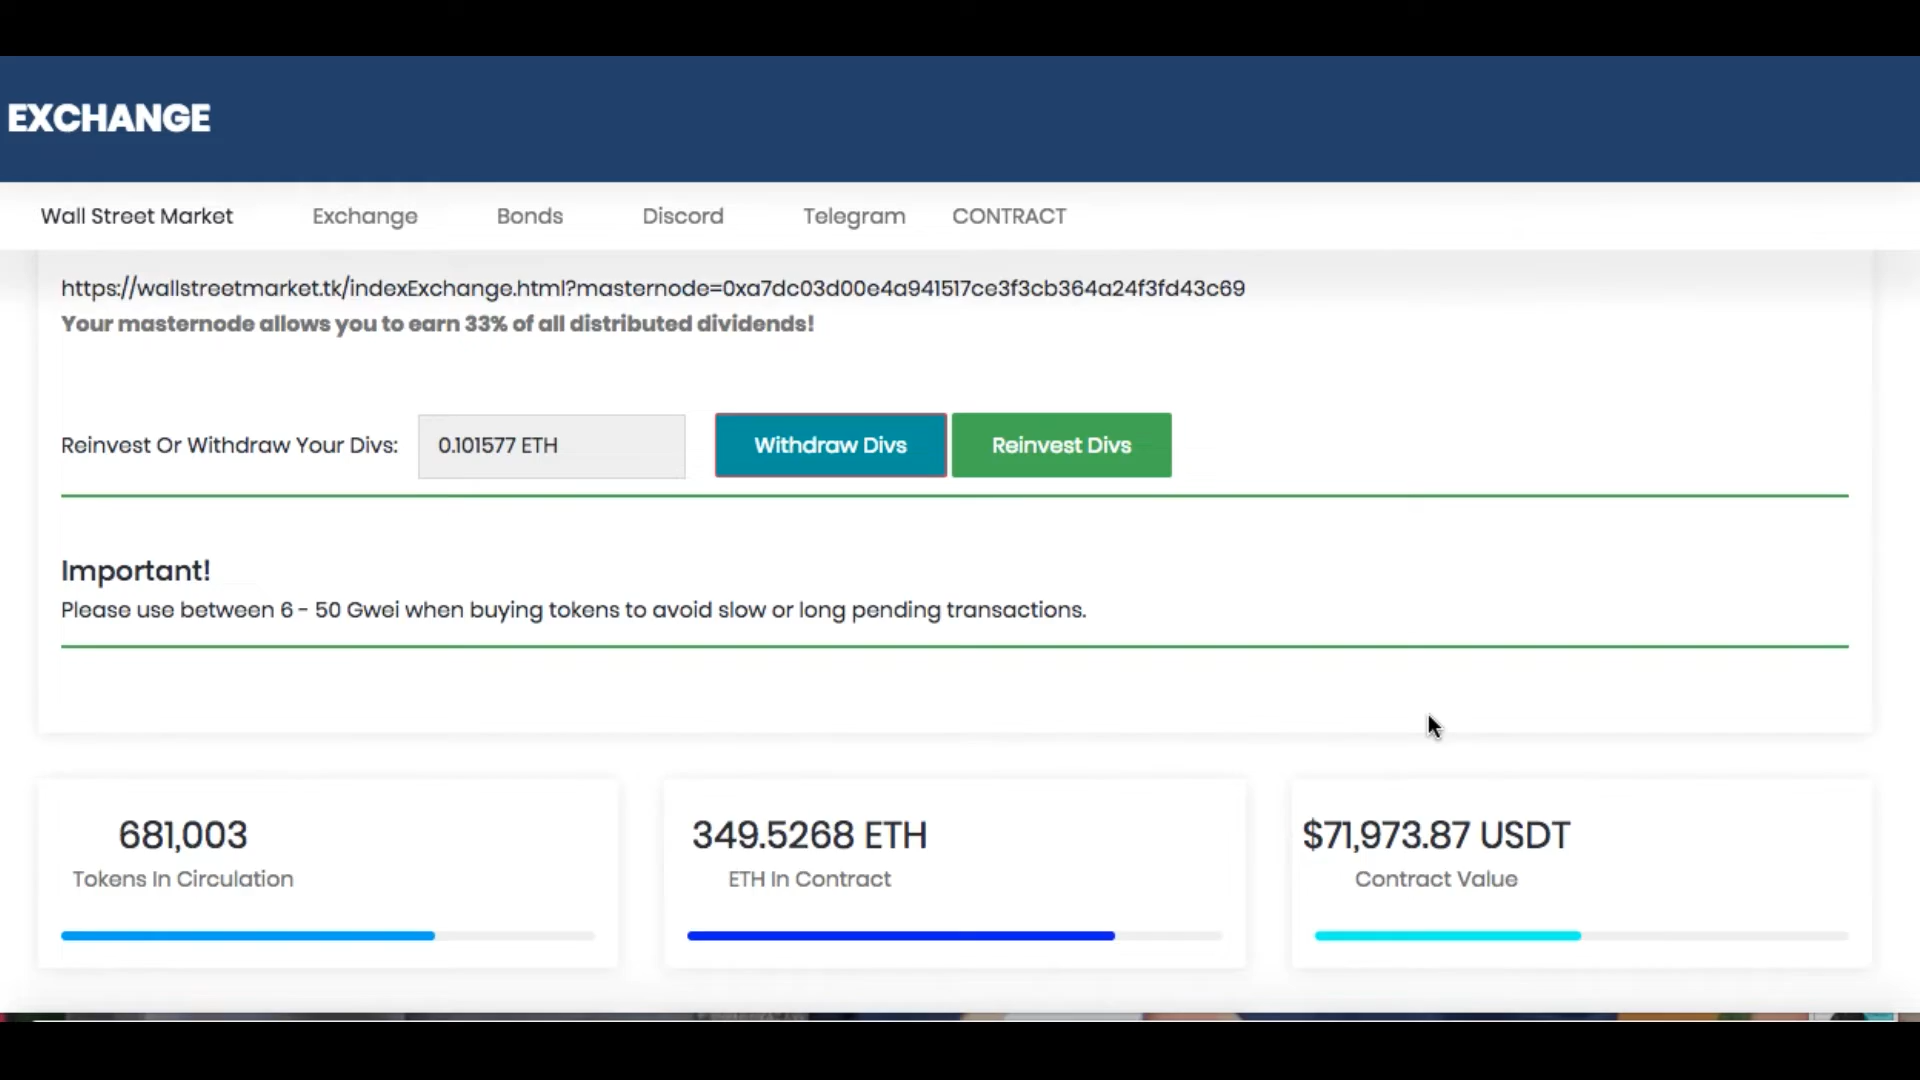 EXCHANGE
Wall Street Market Exchange Bonds Discord Telegram CONTRACT
https://wallstreetmarket.tk/indexExchange.html?masternode=0xa7dc03d00e4a941517ce3f3cb364a24f3fd43c69
Your masternode allows you to earn 33% of all distributed dividends!
Reinvest Or Withdraw Your Divs: 0.101577 ETH Withdraw Divs Reinvest Divs
Important!
Please use between 6 - 50 Gwei when buying tokens to avoid slow or long pending transactions.
681,003
Tokens In Circulation
349.5268 ETH
ETH In Contract
$71,973.87 USDT
Contract Value